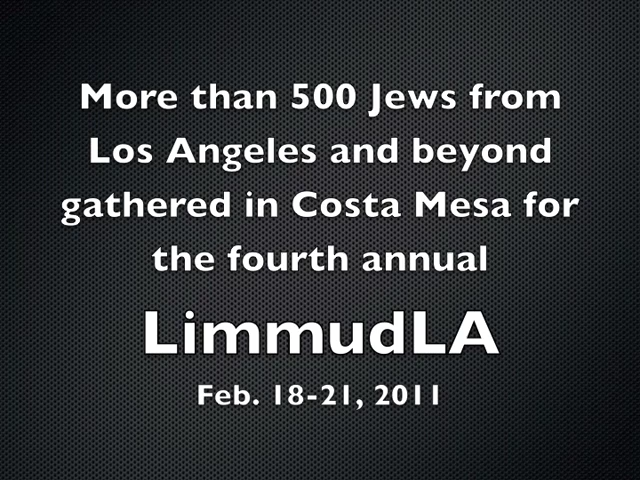 More than 500 Jews from
Los Angeles and beyond
gathered in Costa Mesa for
the fourth annual
LimmudLA
Feb. 18-21, 2011